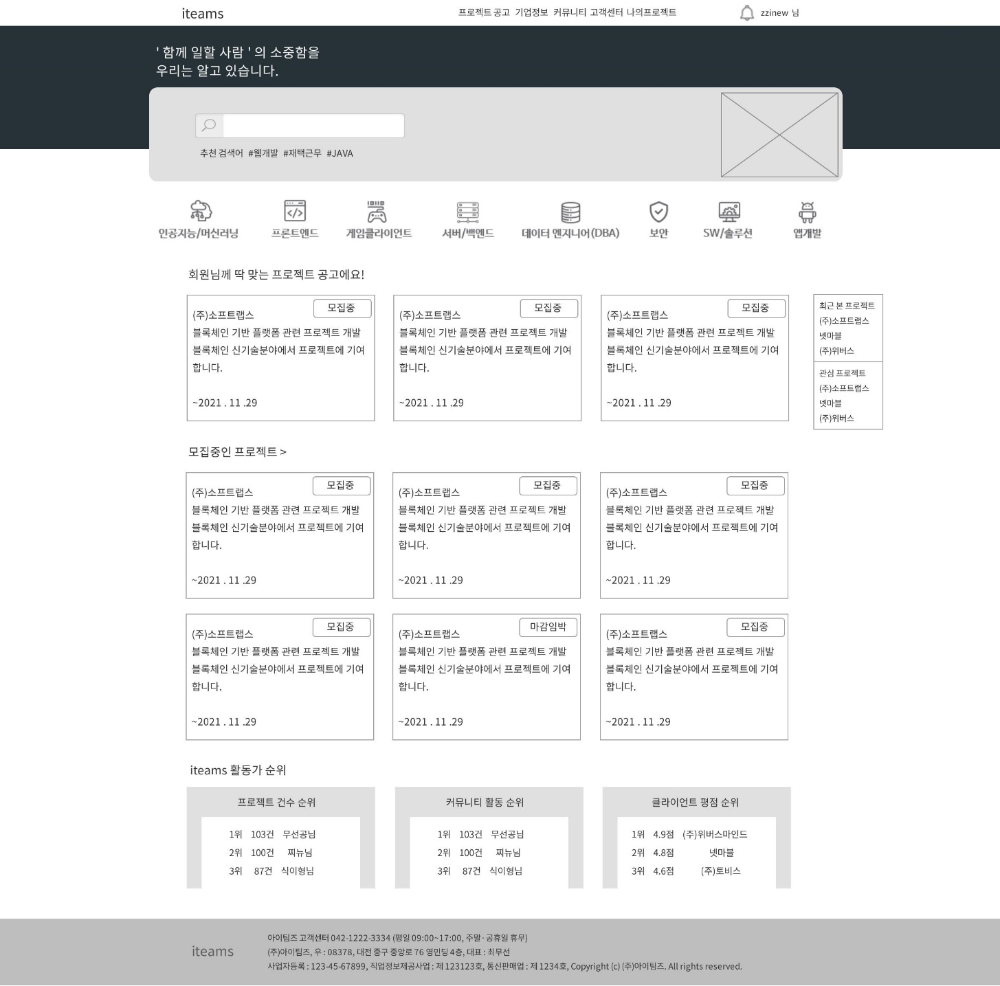 iteams
프로젝트 공고 기업정보 커뮤니티 고객센터 나의프로젝트
zzinew 님
' 함께 일할 사람 ' 의 소중함을
우리는 알고 있습니다.
추천 검색어 #웹개발 #재택근무 #JAVA
인공지능/머신러닝
프론트엔드
게임클라이언트
서버/백엔드
데이터 엔지니어(DBA)
보안
SW/솔루션
앱개발
회원님께 딱 맞는 프로젝트 공고에요!
모집중
(주)소프트랩스
블록체인 기반 플랫폼 관련 프로젝트 개발
블록체인 신기술분야에서 프로젝트에 기여
합니다.
~2021 . 11 .29
모집중
(주)소프트랩스
블록체인 기반 플랫폼 관련 프로젝트 개발
블록체인 신기술분야에서 프로젝트에 기여
합니다.
~2021 . 11 .29
모집중
(주)소프트랩스
블록체인 기반 플랫폼 관련 프로젝트 개발
블록체인 신기술분야에서 프로젝트에 기여
합니다.
~2021 . 11 .29
최근 본 프로젝트
(주)소프트랩스
넷마블
(주)위버스
관심 프로젝트
(주)소프트랩스
넷마블
(주)위버스
모집중인 프로젝트 >
모집중
(주)소프트랩스
블록체인 기반 플랫폼 관련 프로젝트 개발
블록체인 신기술분야에서 프로젝트에 기여
합니다.
~2021 . 11 .29
모집중
(주)소프트랩스
블록체인 기반 플랫폼 관련 프로젝트 개발
블록체인 신기술분야에서 프로젝트에 기여
합니다.
~2021 . 11 .29
모집중
(주)소프트랩스
블록체인 기반 플랫폼 관련 프로젝트 개발
블록체인 신기술분야에서 프로젝트에 기여
합니다.
~2021 . 11 .29
모집중
(주)소프트랩스
블록체인 기반 플랫폼 관련 프로젝트 개발
블록체인 신기술분야에서 프로젝트에 기여
합니다.
~2021 . 11 .29
마감임박
(주)소프트랩스
블록체인 기반 플랫폼 관련 프로젝트 개발
블록체인 신기술분야에서 프로젝트에 기여
합니다.
~2021 . 11 .29
모집중
(주)소프트랩스
블록체인 기반 플랫폼 관련 프로젝트 개발
블록체인 신기술분야에서 프로젝트에 기여
합니다.
~2021 . 11 .29
iteams 활동가 순위
프로젝트 건수 순위
1위 103건 무선공님
2위 100건 찌뉴님
3위 87건 식이형님
커뮤니티 활동 순위
1위 103건 무선공님
2위 100건 찌뉴님
3위 87건 식이형님
클라이언트 평점 순위
1위 4.9점 (주)위버스마인드
2위 4.8점 넷마블
3위 4.6점 (주)토비스
iteams
아이팀즈 고객센터 042-1222-3334 (평일 09:00~17:00, 주말 · 공휴일 휴무)
(주)아이팀즈, 우 : 08378, 대전 중구 중앙로 76 영민딩 4층, 대표 : 최무선
사업자등록 : 123-45-67899, 직업정보제공사업 : 제 123123호, 통신판매업 : 제 1234호, Copyright (c) (주)아이팀즈. All rights reserved.